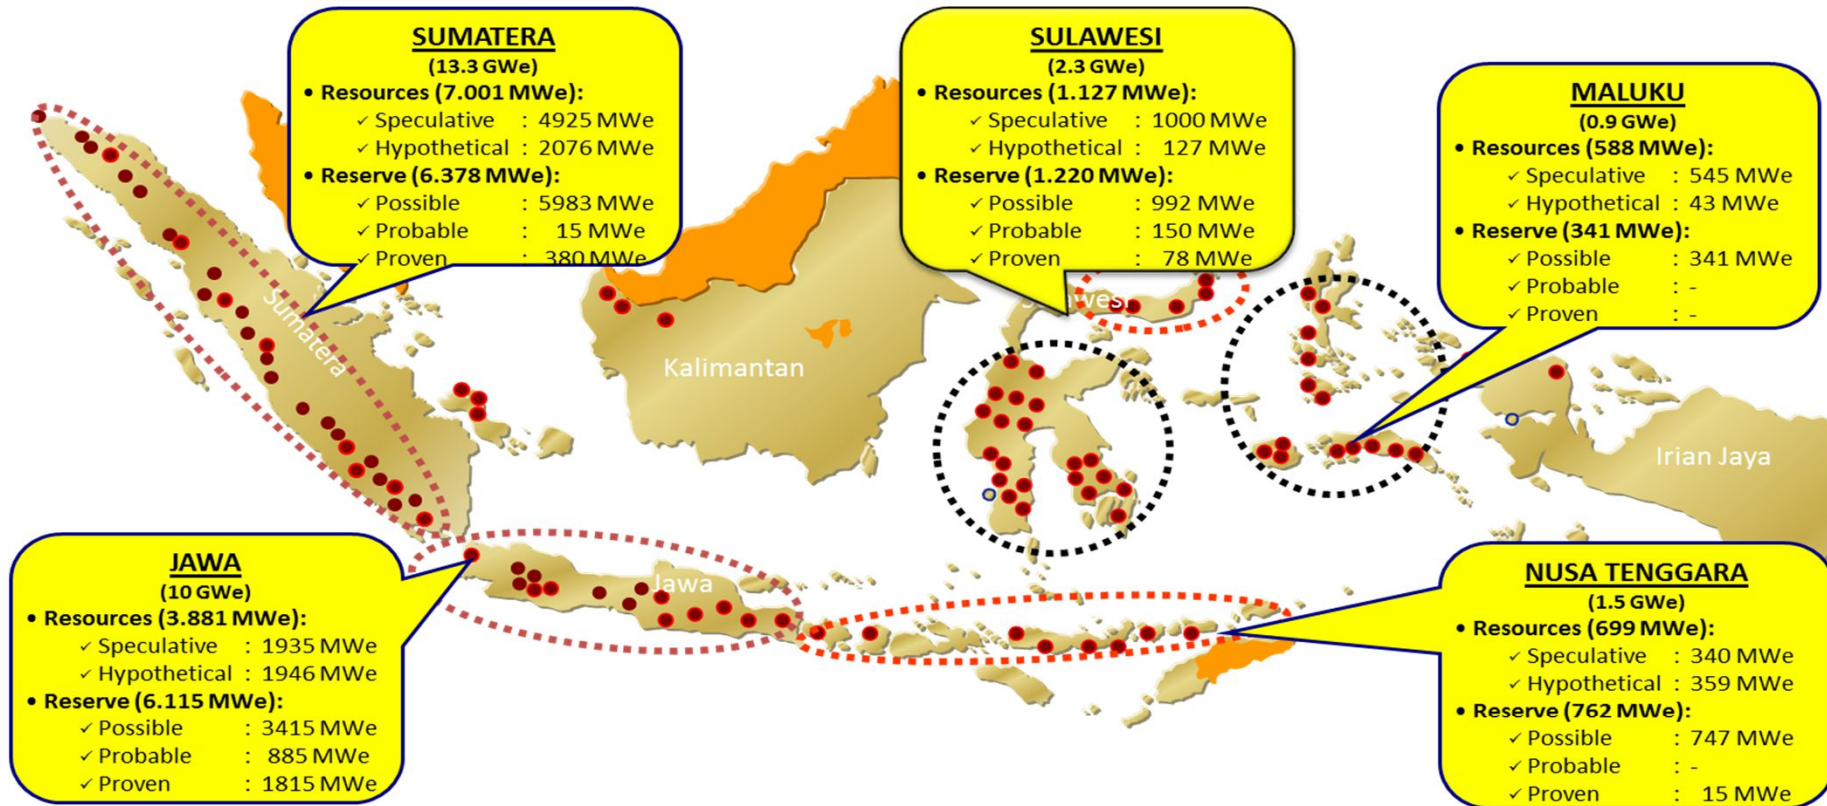 SUMATERA
(13.3 GWe)
• Resources (7.001 MWe):
✓ Speculative : 4925 MWe
✓ Hypothetical : 2076 MWe
• Reserve (6.378 MWe):
✓ Possible : 5983 MWe
✓ Probable : 15 MWe
✓ Proven : 380 MWe
SULAWESI
(2.3 GWe)
• Resources (1.127 MWe):
✓ Speculative : 1000 MWe
✓ Hypothetical : 127 MWe
• Reserve (1.220 MWe):
✓ Possible : 992 MWe
✓ Probable : 150 MWe
✓ Proven : 78 MWe
MALUKU
(0.9 GWe)
• Resources (588 MWe):
✓ Speculative : 545 MWe
✓ Hypothetical : 43 MWe
• Reserve (341 MWe):
✓ Possible : 341 MWe
✓ Probable : -
✓ Proven : -
Sumatera
Kalimantan
Irian Jaya
Jawa
JAWA
(10 GWe)
• Resources (3.881 MWe):
✓ Speculative : 1935 MWe
✓ Hypothetical : 1946 MWe
• Reserve (6.115 MWe):
✓ Possible : 3415 MWe
✓ Probable : 885 MWe
✓ Proven : 1815 MWe
NUSA TENGGARA
(1.5 GWe)
• Resources (699 MWe):
✓ Speculative : 340 MWe
✓ Hypothetical : 359 MWe
• Reserve (762 MWe):
✓ Possible : 747 MWe
✓ Probable : -
✓ Proven : 15 MWe